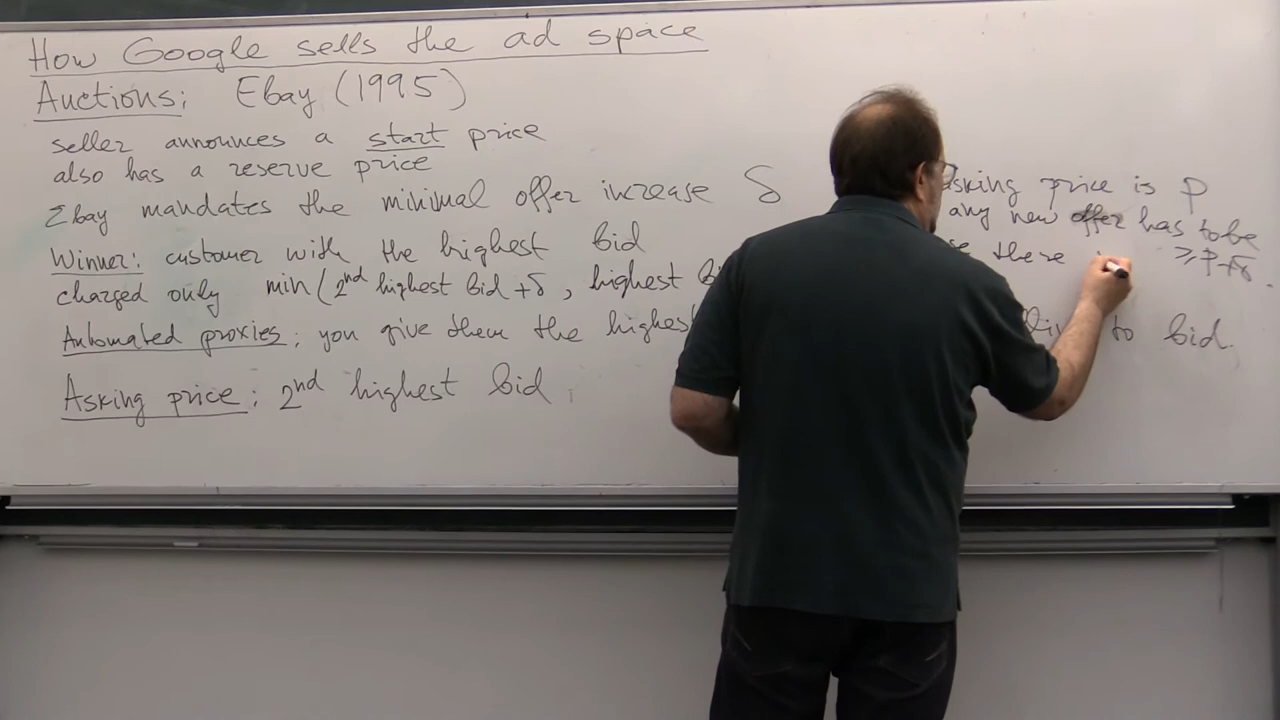 How Google sells the ad space
Auctions: Ebay (1995)
seller announces a start price
also has a reserve price
Ebay mandates the minimal offer increase δ
asking price is p
any new offer has to be
≥ p+δ.
there
Winner: customer with the highest bid
charged only min(2nd highest bid + δ, highest
Automated proxies: you give them the highest
to bid.
Asking price: 2nd highest bid